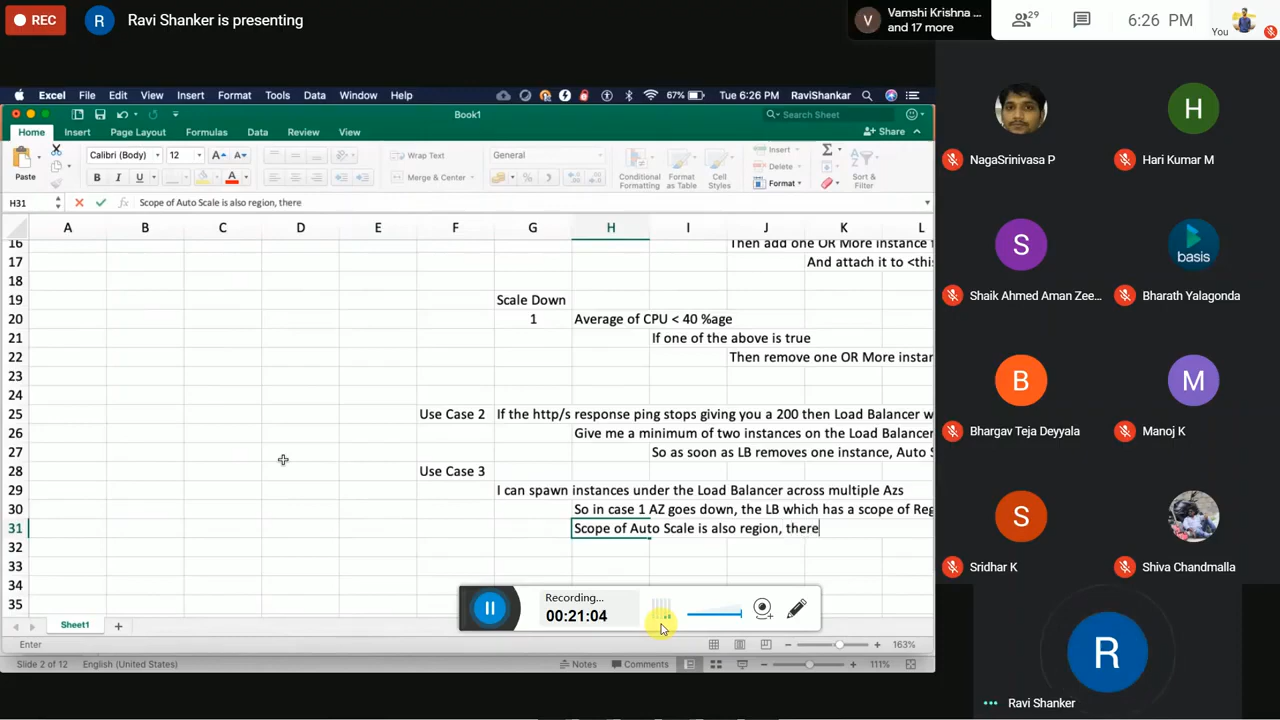 REC
R
Ravi Shanker is presenting
V
Vamshi Krishna ...
and 17 more
29
6:26 PM
You
Excel File Edit View Insert Format Tools Data Window Help
67%
Tue 6:26 PM
RaviShankar
Book1
Search Sheet
Home Insert Page Layout Formulas Data Review View
Share
Paste
Calibri (Body)
12
A A
B I U
A
Wrap Text
Merge & Center
General
%
Conditional Formatting
Format as Table
Cell Styles
Insert
Delete
Format
Sort & Filter
H31
fx
Scope of Auto Scale is also region, there
A B C D E F G H I J K L
16 Then add one OR More instance
17 And attach it to <this
18
19 Scale Down
20 1 Average of CPU < 40 %age
21 If one of the above is true
22 Then remove one OR More instan
23
24
25 Use Case 2 If the http/s response ping stops giving you a 200 then Load Balancer w
26 Give me a minimum of two instances on the Load Balancer
27 So as soon as LB removes one instance, Auto S
28 Use Case 3
29 I can spawn instances under the Load Balancer across multiple Azs
30 So in case 1 AZ goes down, the LB which has a scope of Reg
31 Scope of Auto Scale is also region, there
32
33
34
35
Recording...
00:21:04
Sheet1
Enter
163%
Slide 2 of 12 English (United States)
Notes
Comments
111%
NagaSrinivasa P
H
Hari Kumar M
S
Shaik Ahmed Aman Zee...
basis
Bharath Yalagonda
B
Bhargav Teja Deyyala
M
Manoj K
S
Sridhar K
Shiva Chandmalla
R
Ravi Shanker